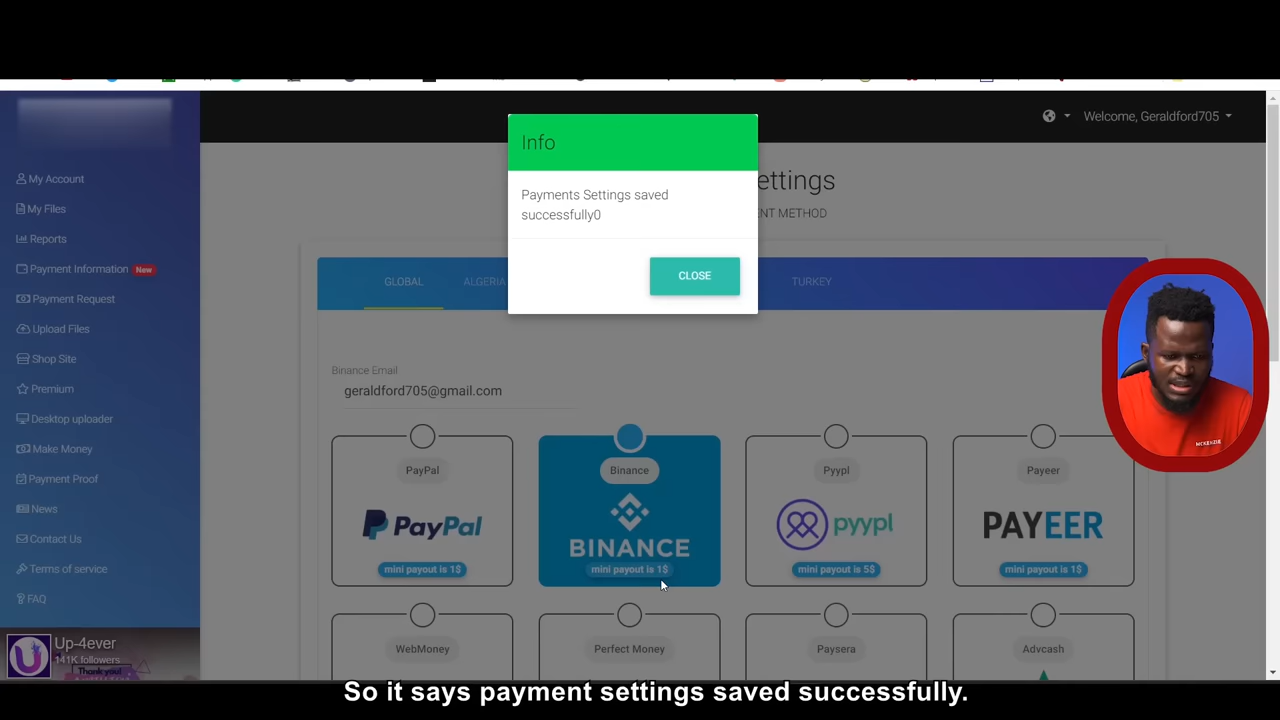 Welcome, Geraldford705
My Account
My Files
Reports
Payment Information New
Payment Request
Upload Files
Shop Site
Premium
Desktop uploader
Make Money
Payment Proof
News
Contact Us
Terms of service
FAQ
Up-4ever
141K followers
Thank you!
Info
Payments Settings saved
successfully0
CLOSE
ettings
ENT METHOD
GLOBAL
ALGERIA
TURKEY
Binance Email
geraldford705@gmail.com
PayPal
Binance
Pyypl
Payeer
PayPal
BINANCE
pyypl
PAYEER
mini payout is 1$
mini payout is 1$
mini payout is 5$
mini payout is 1$
WebMoney
Perfect Money
Paysera
Advcash
MCKENZIE
So it says payment settings saved successfully.